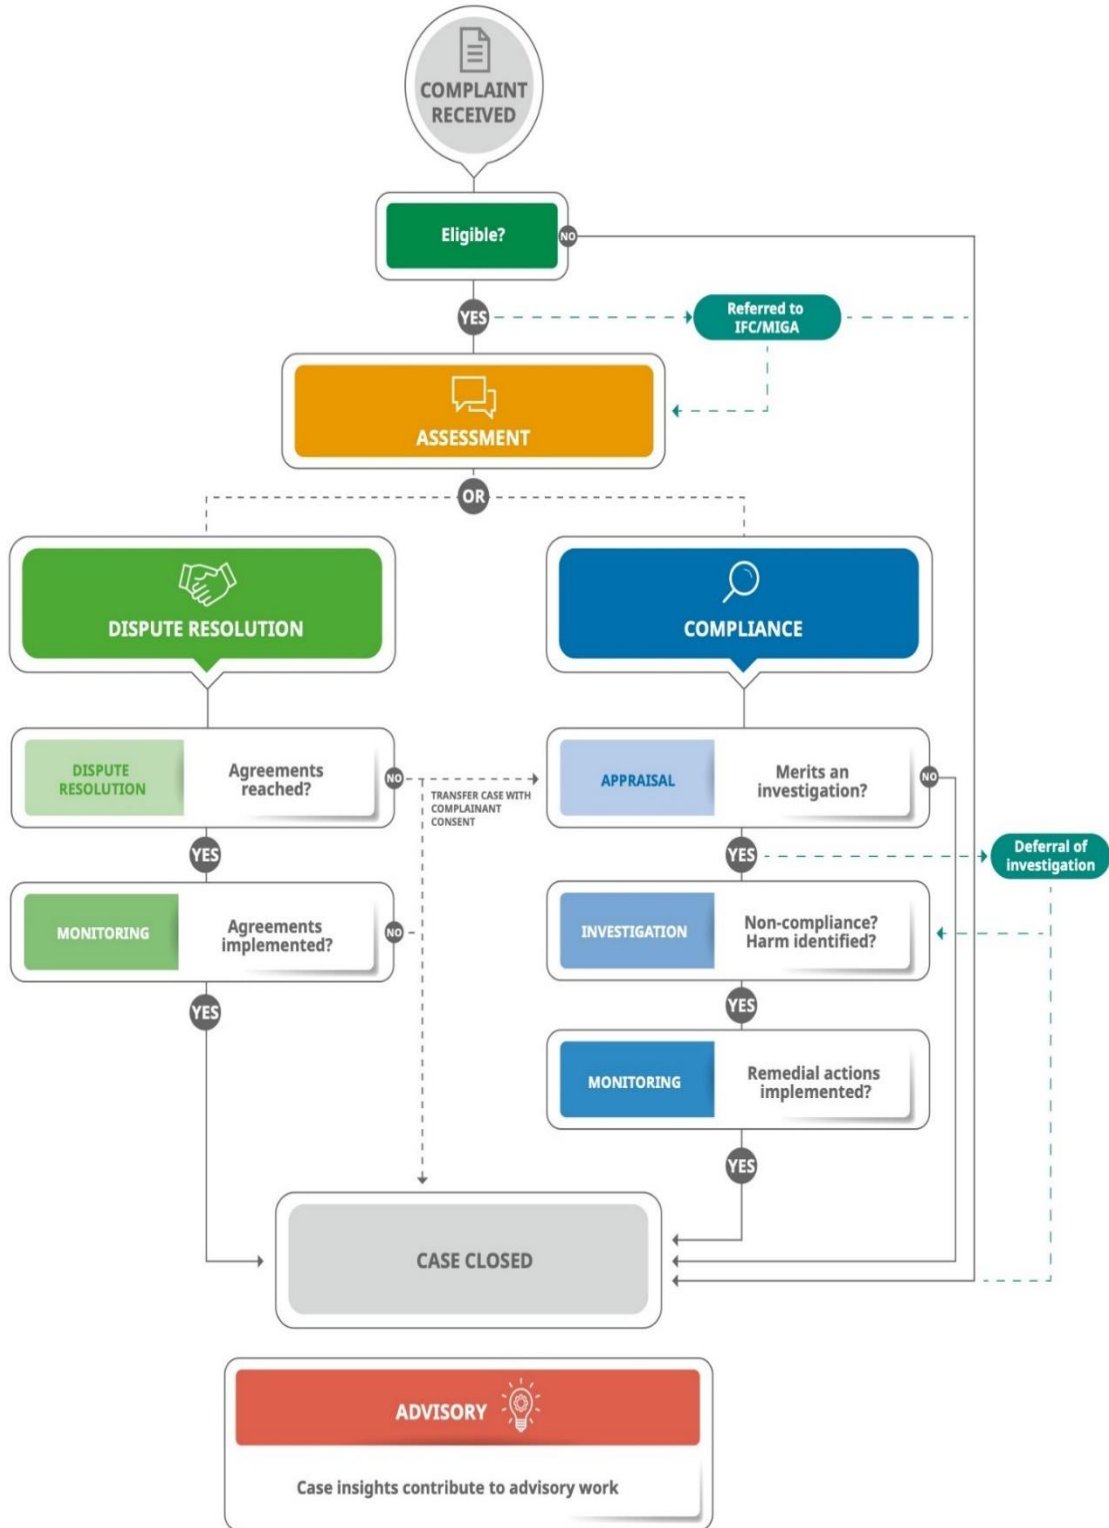 COMPLAINT
RECEIVED
Eligible?
NO
YES
Referred to
IFC/MIGA
ASSESSMENT
OR
DISPUTE RESOLUTION
COMPLIANCE
DISPUTE
RESOLUTION
Agreements
reached?
NO
TRANSFER CASE WITH
COMPLAINANT
CONSENT
APPRAISAL
Merits an
investigation?
NO
YES
YES
Deferral of
investigation
MONITORING
Agreements
implemented?
NO
INVESTIGATION
Non-compliance?
Harm identified?
YES
YES
MONITORING
Remedial actions
implemented?
YES
CASE CLOSED
ADVISORY
Case insights contribute to advisory work